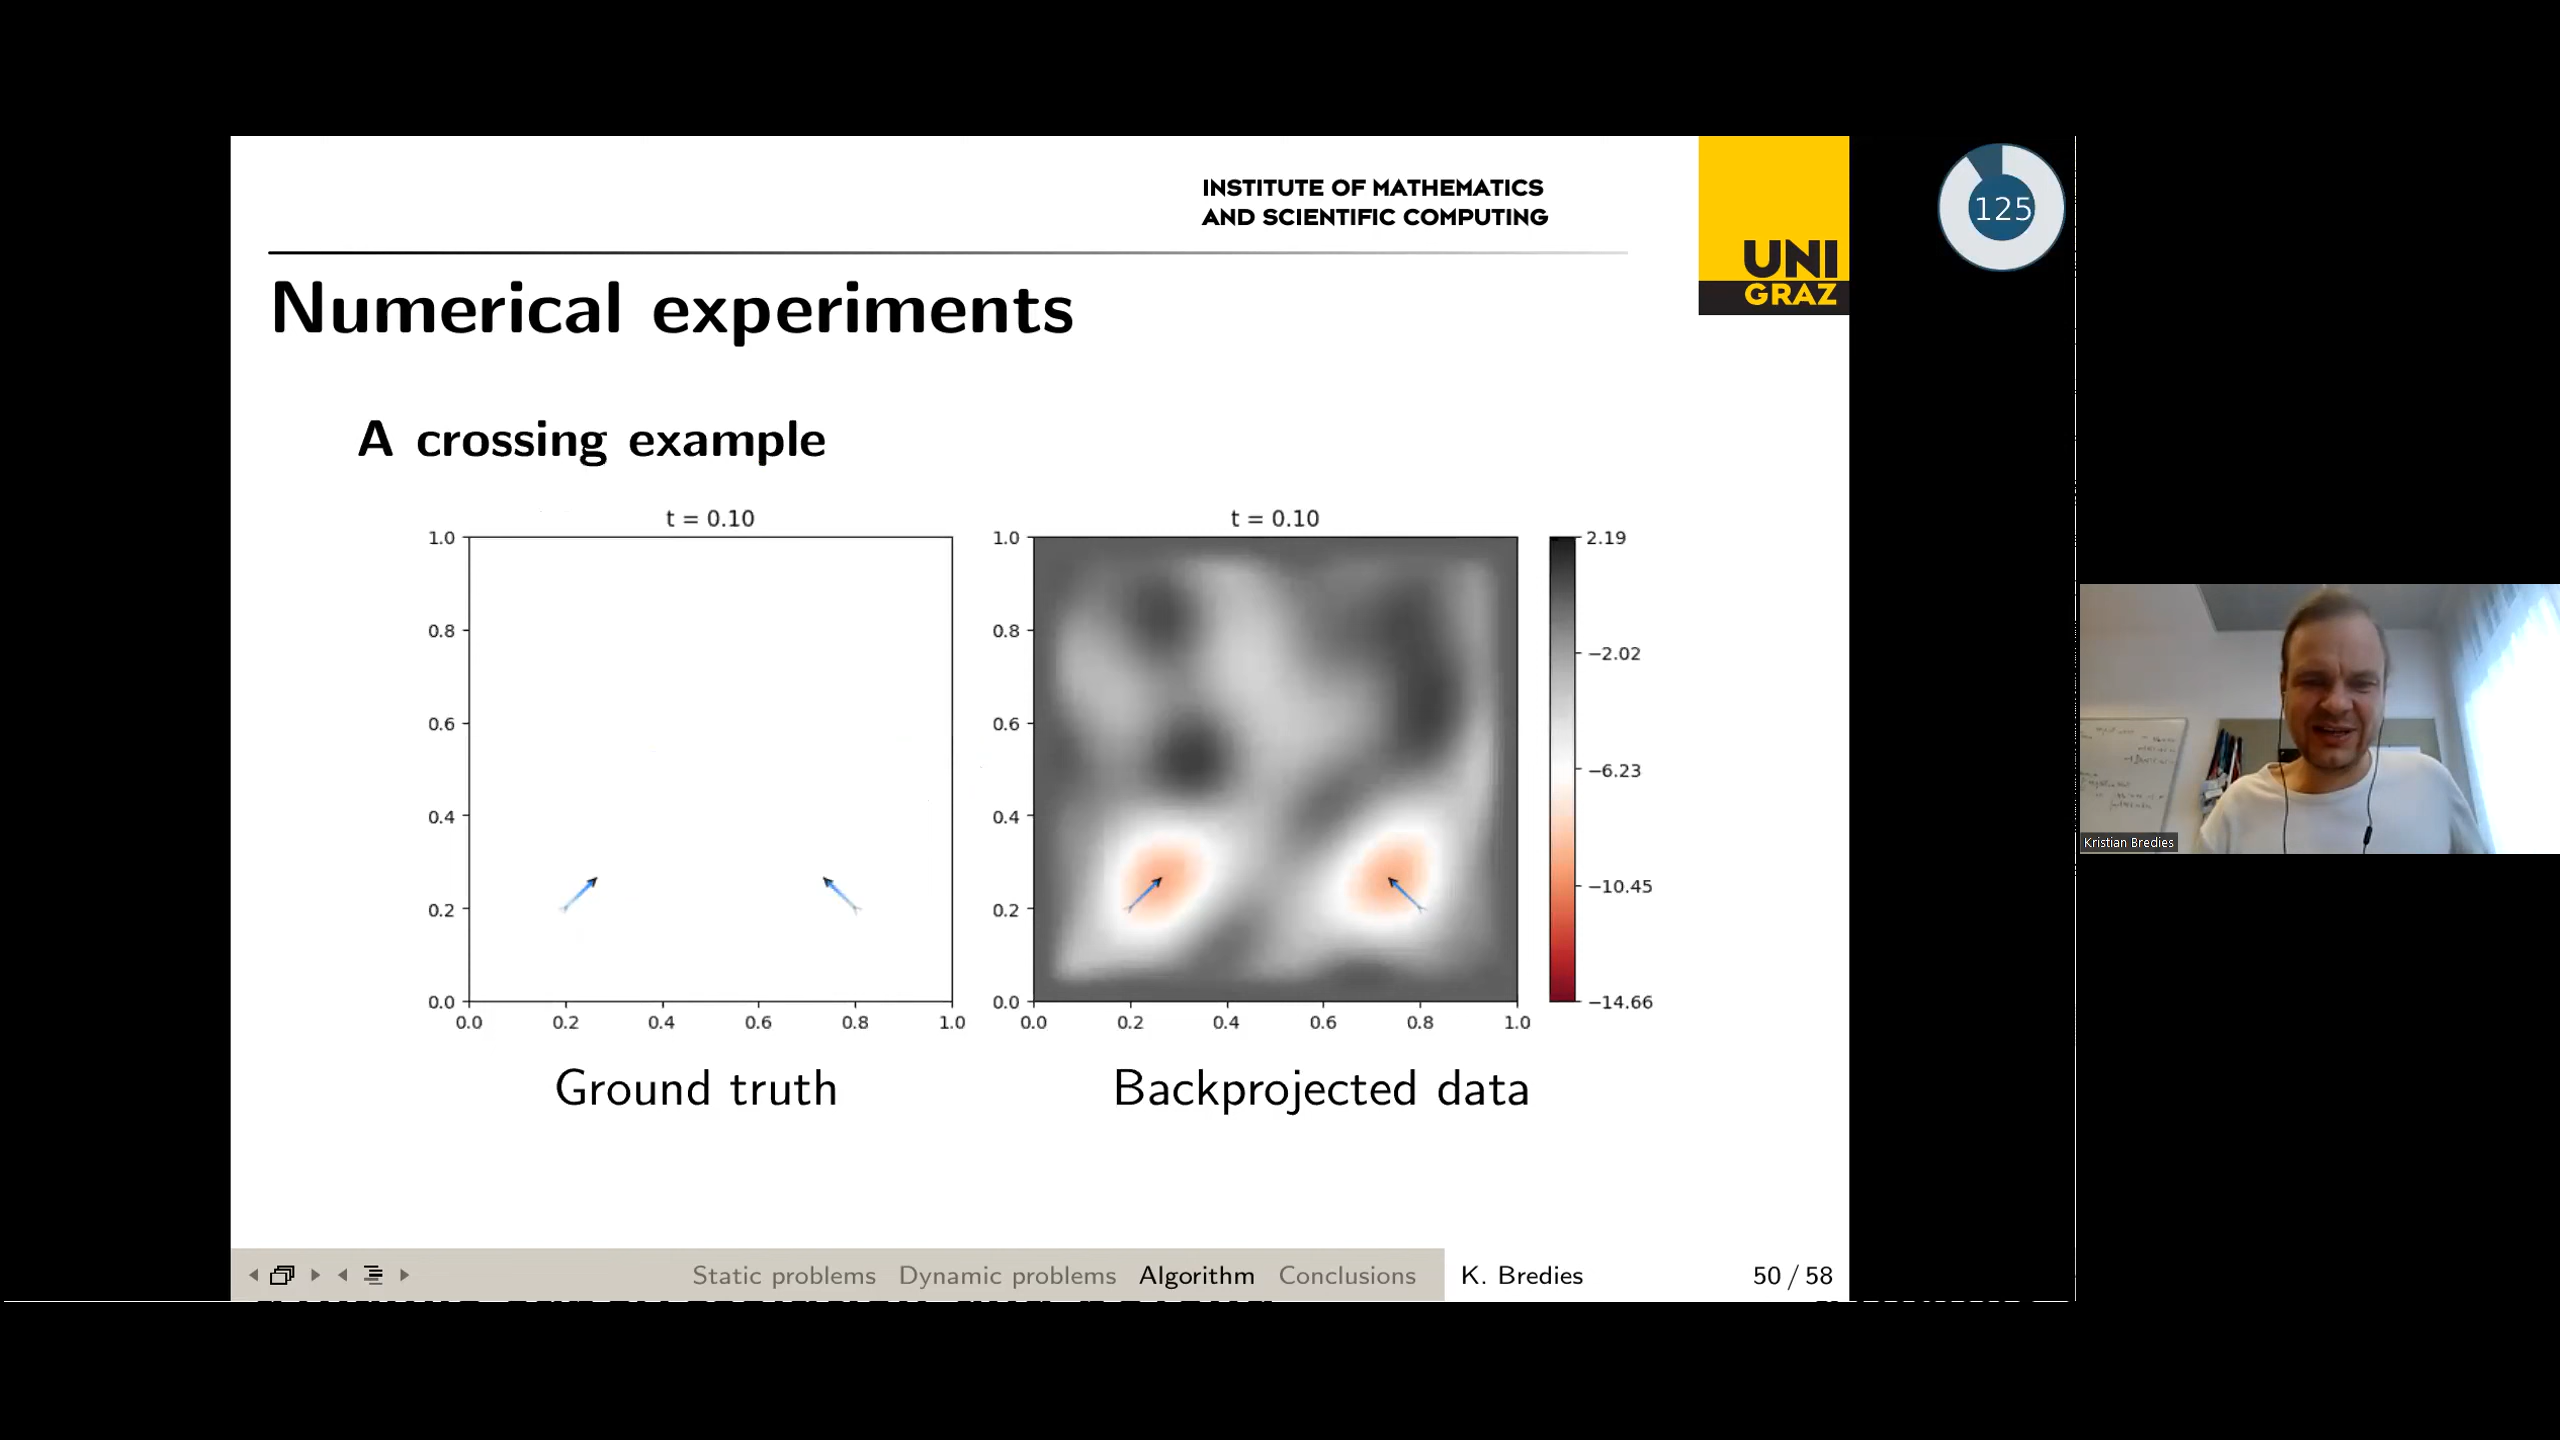 INSTITUTE OF MATHEMATICS
AND SCIENTIFIC COMPUTING
UNI
GRAZ
125
Numerical experiments
A crossing example
t = 0.10
1.0
0.8
0.6
0.4
0.2
0.0
0.0 0.2 0.4 0.6 0.8 1.0
t = 0.10
1.0
0.8
0.6
0.4
0.2
0.0
0.0 0.2 0.4 0.6 0.8 1.0
2.19
−2.02
−6.23
−10.45
−14.66
Ground truth
Backprojected data
Kristian Bredies
Static problems Dynamic problems Algorithm Conclusions K. Bredies 50 / 58